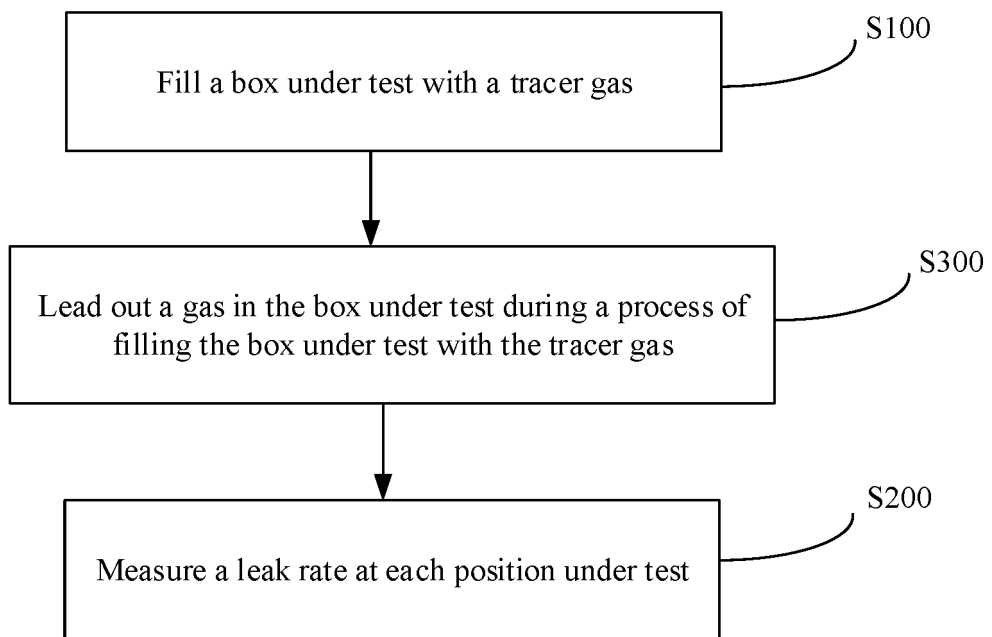 S100
Fill a box under test with a tracer gas
S300
Lead out a gas in the box under test during a process of
filling the box under test with the tracer gas
S200
Measure a leak rate at each position under test